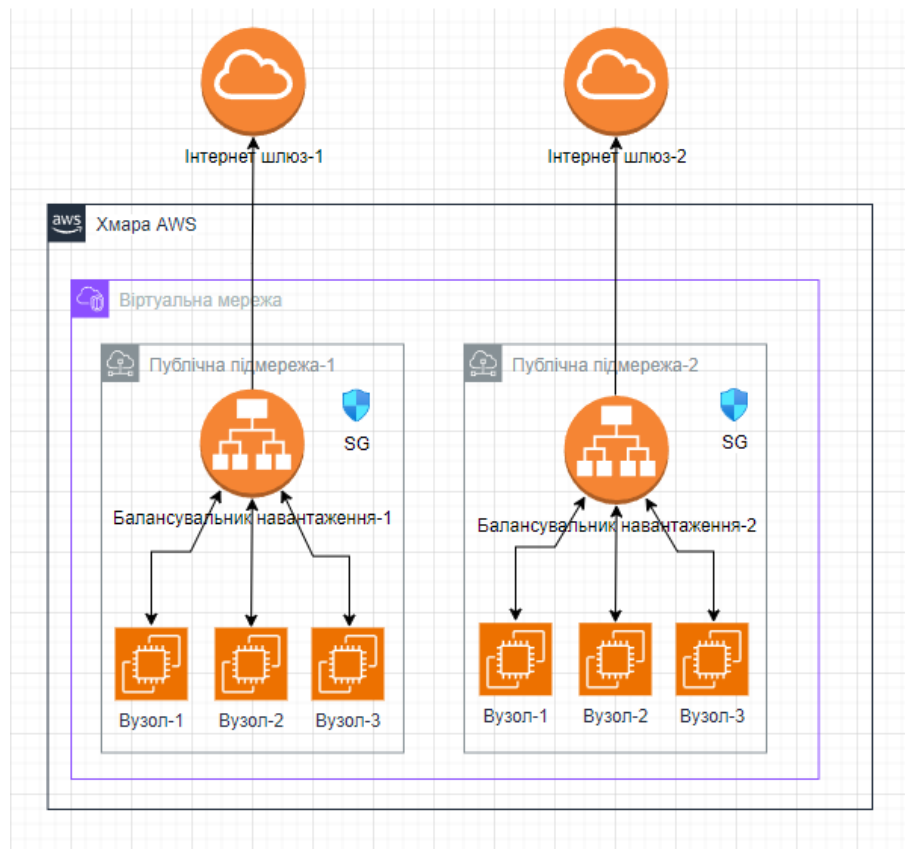 Інтернет шлюз-1
Інтернет шлюз-2
aws
Хмара AWS
Віртуальна мережа
Публічна підмережа-1
Публічна підмережа-2
SG
SG
Балансувальник навантаження-1
Балансувальник навантаження-2
Вузол-1
Вузол-2
Вузол-3
Вузол-1
Вузол-2
Вузол-3